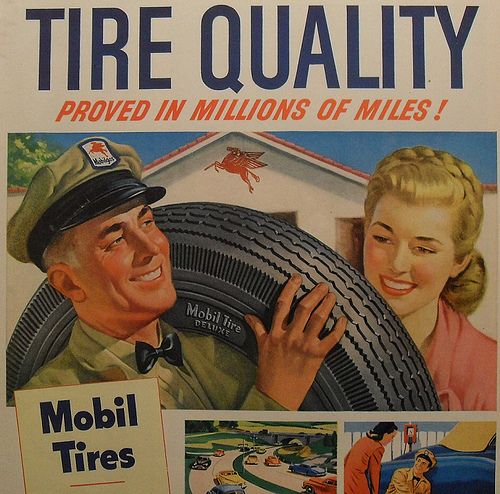 TIRE QUALITY
PROVED IN MILLIONS OF MILES!
Mobilgas
Mobil Tire
DELUXE
Mobil
Tires